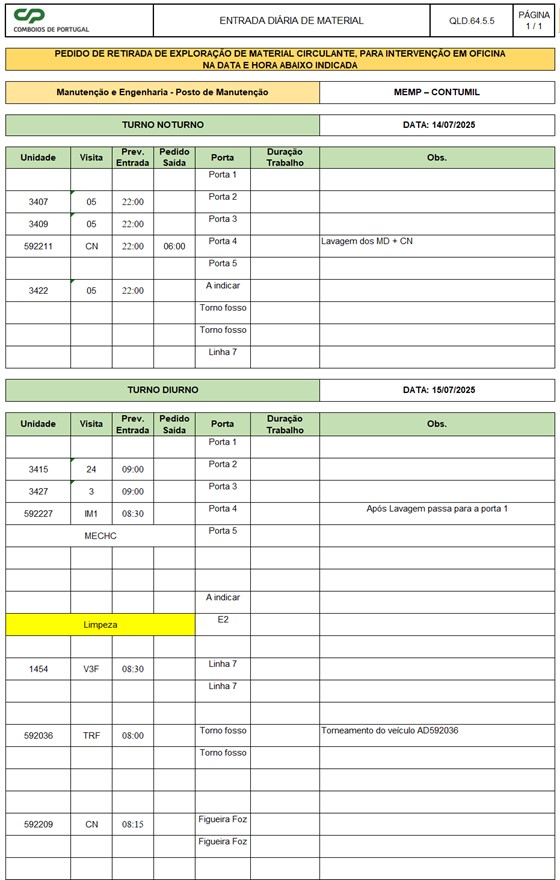 CP
COMBOIOS DE PORTUGAL
ENTRADA DIÁRIA DE MATERIAL
QLD.64.5.5
PÁGINA
1 / 1
PEDIDO DE RETIRADA DE EXPLORAÇÃO DE MATERIAL CIRCULANTE, PARA INTERVENÇÃO EM OFICINA
NA DATA E HORA ABAIXO INDICADA
Manutenção e Engenharia - Posto de Manutenção MEMP – CONTUMIL
TURNO NOTURNO DATA: 14/07/2025
Unidade Visita Prev. Entrada Pedido Saída Porta Duração Trabalho Obs.
Porta 1
3407 05 22:00 Porta 2
3409 05 22:00 Porta 3
592211 CN 22:00 06:00 Porta 4 Lavagem dos MD + CN
Porta 5
3422 05 22:00 A indicar
Torno fosso
Torno fosso
Linha 7
TURNO DIURNO DATA: 15/07/2025
Unidade Visita Prev. Entrada Pedido Saída Porta Duração Trabalho Obs.
Porta 1
3415 24 09:00 Porta 2
3427 3 09:00 Porta 3
592227 IM1 08:30 Porta 4 Após Lavagem passa para a porta 1
MECHC Porta 5
A indicar
Limpeza E2
1454 V3F 08:30 Linha 7
Linha 7
592036 TRF 08:00 Torno fosso Torneamento do veículo AD592036
Torno fosso
592209 CN 08:15 Figueira Foz
Figueira Foz